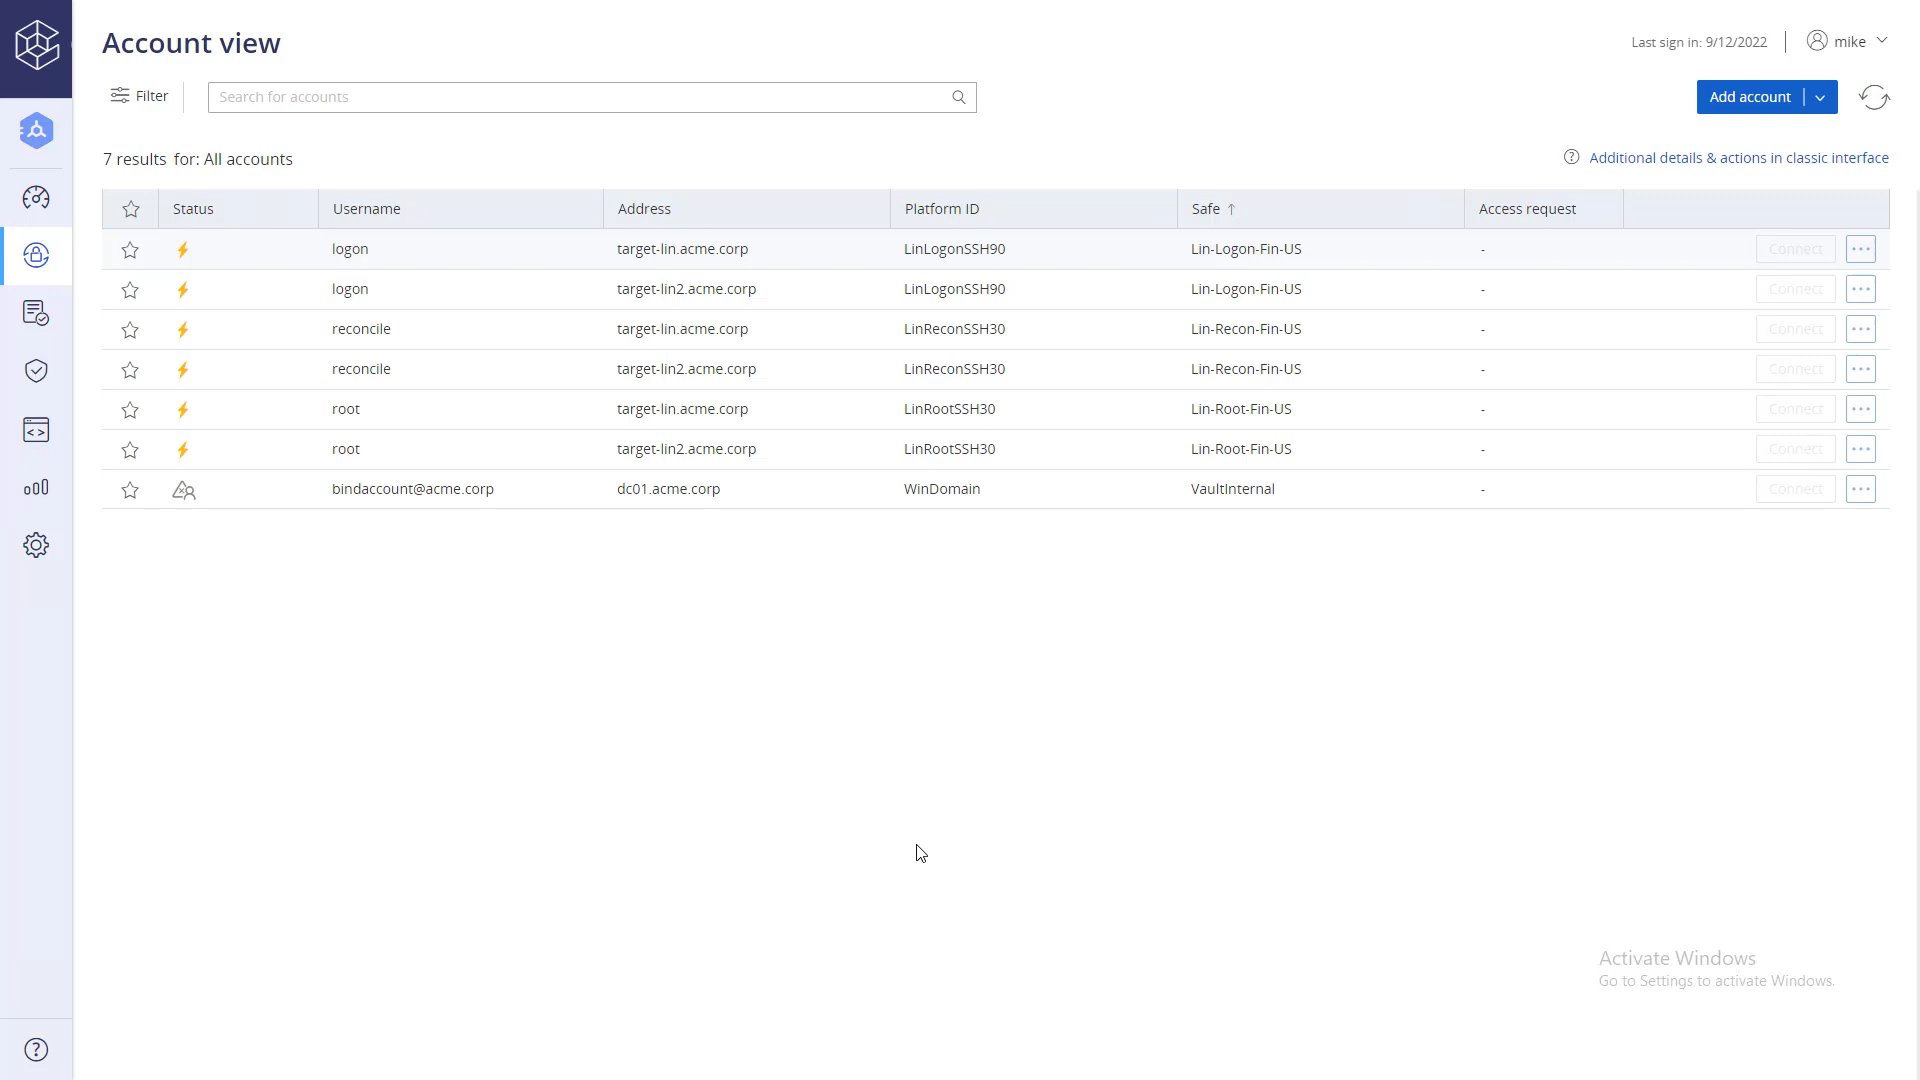 Account view
Last sign in: 9/12/2022
mike
Filter
Search for accounts
Add account
7 results for: All accounts
Additional details & actions in classic interface
Status Username Address Platform ID Safe ↑ Access request
logon target-lin.acme.corp LinLogonSSH90 Lin-Logon-Fin-US - Connect ...
logon target-lin2.acme.corp LinLogonSSH90 Lin-Logon-Fin-US - Connect ...
reconcile target-lin.acme.corp LinReconSSH30 Lin-Recon-Fin-US - Connect ...
reconcile target-lin2.acme.corp LinReconSSH30 Lin-Recon-Fin-US - Connect ...
root target-lin.acme.corp LinRootSSH30 Lin-Root-Fin-US - Connect ...
root target-lin2.acme.corp LinRootSSH30 Lin-Root-Fin-US - Connect ...
bindaccount@acme.corp dc01.acme.corp WinDomain VaultInternal - Connect ...
Activate Windows
Go to Settings to activate Windows.